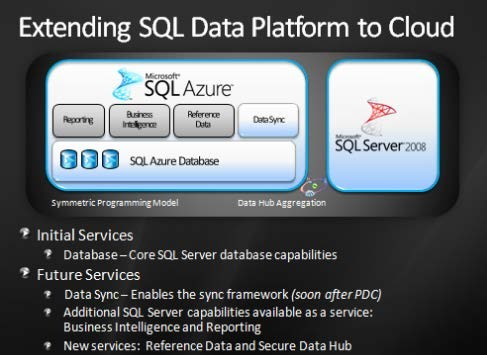 Extending SQL Data Platform to Cloud
Microsoft®
SQL Azure™
Reporting
Business
Intelligence
Reference
Data
Data Sync
SQL Azure Database
Microsoft®
SQL Server 2008
Symmetric Programming Model
Data Hub Aggregation
Initial Services
Database – Core SQL Server database capabilities
Future Services
Data Sync – Enables the sync framework (soon after PDC)
Additional SQL Server capabilities available as a service:
Business Intelligence and Reporting
New services: Reference Data and Secure Data Hub